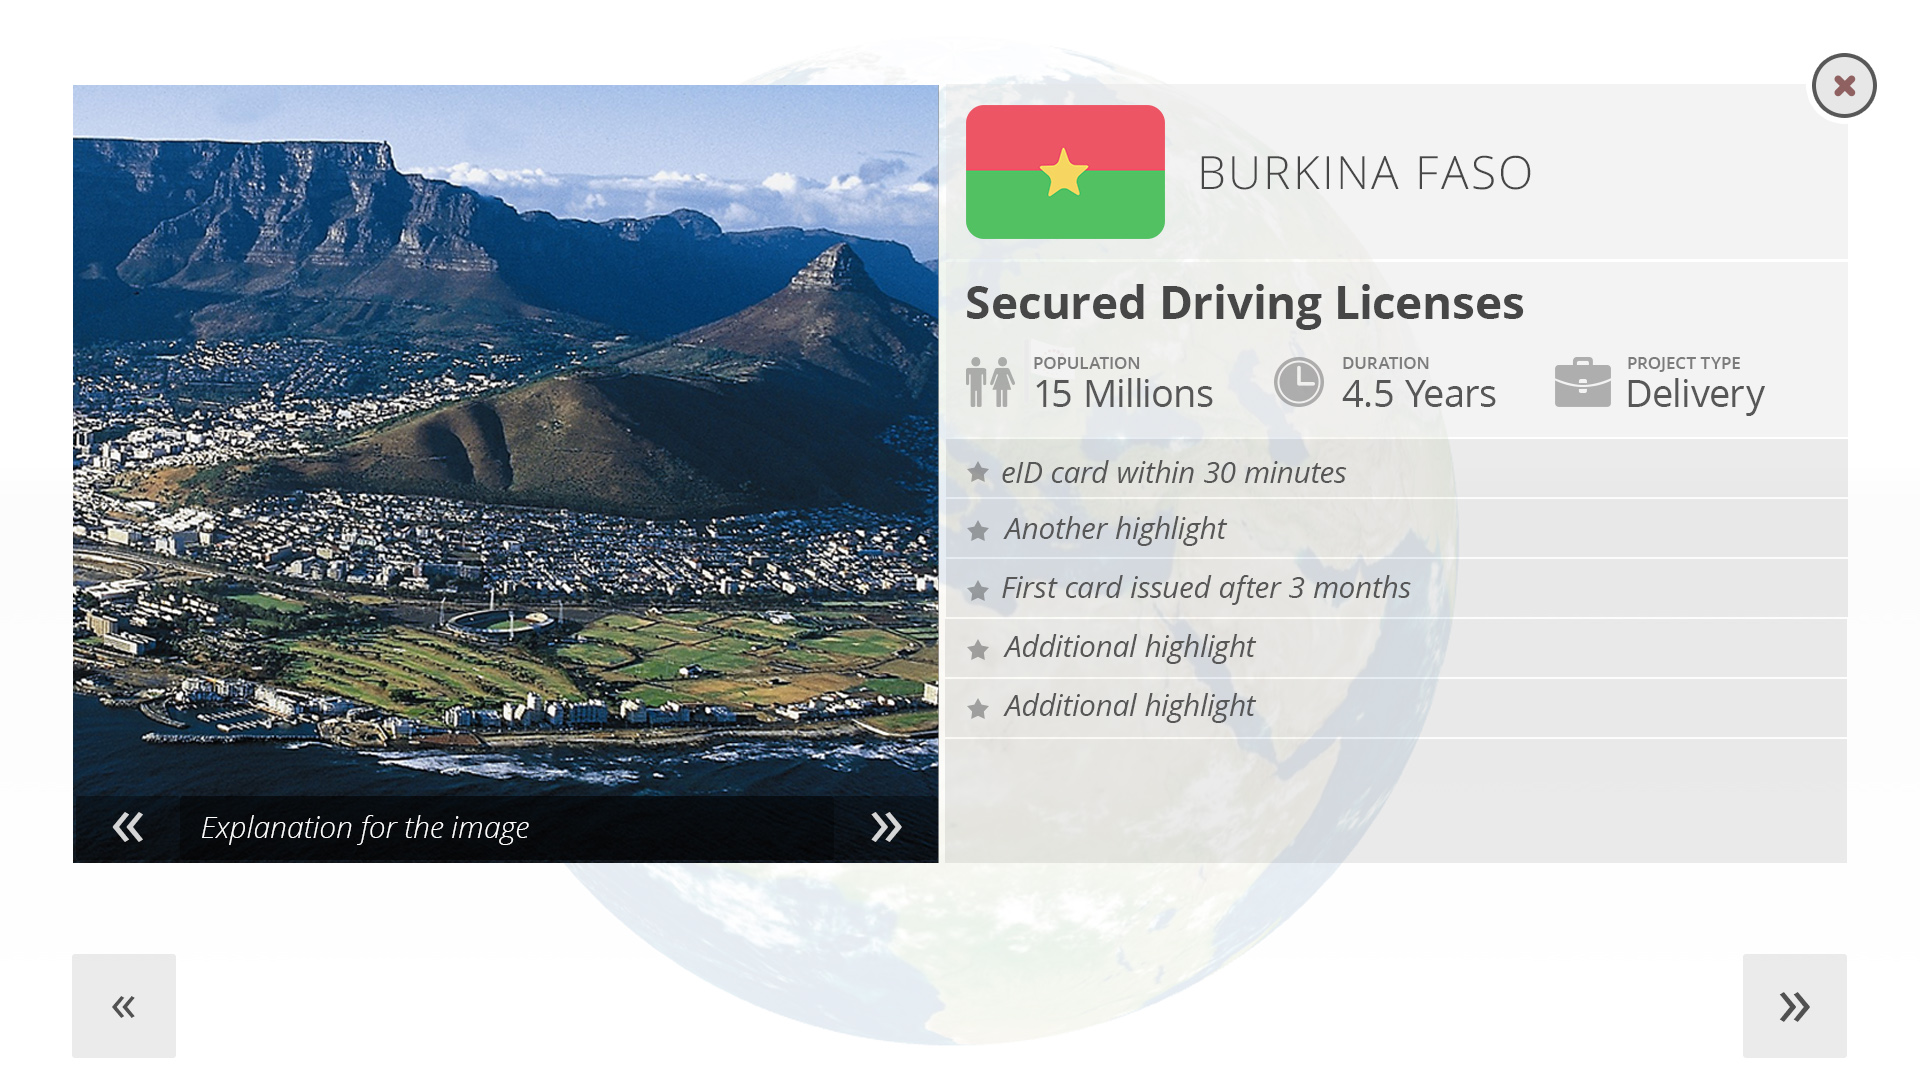 BURKINA FASO
Secured Driving Licenses
POPULATION
15 Millions
DURATION
4.5 Years
PROJECT TYPE
Delivery
eID card within 30 minutes
Another highlight
First card issued after 3 months
Additional highlight
Additional highlight
Explanation for the image